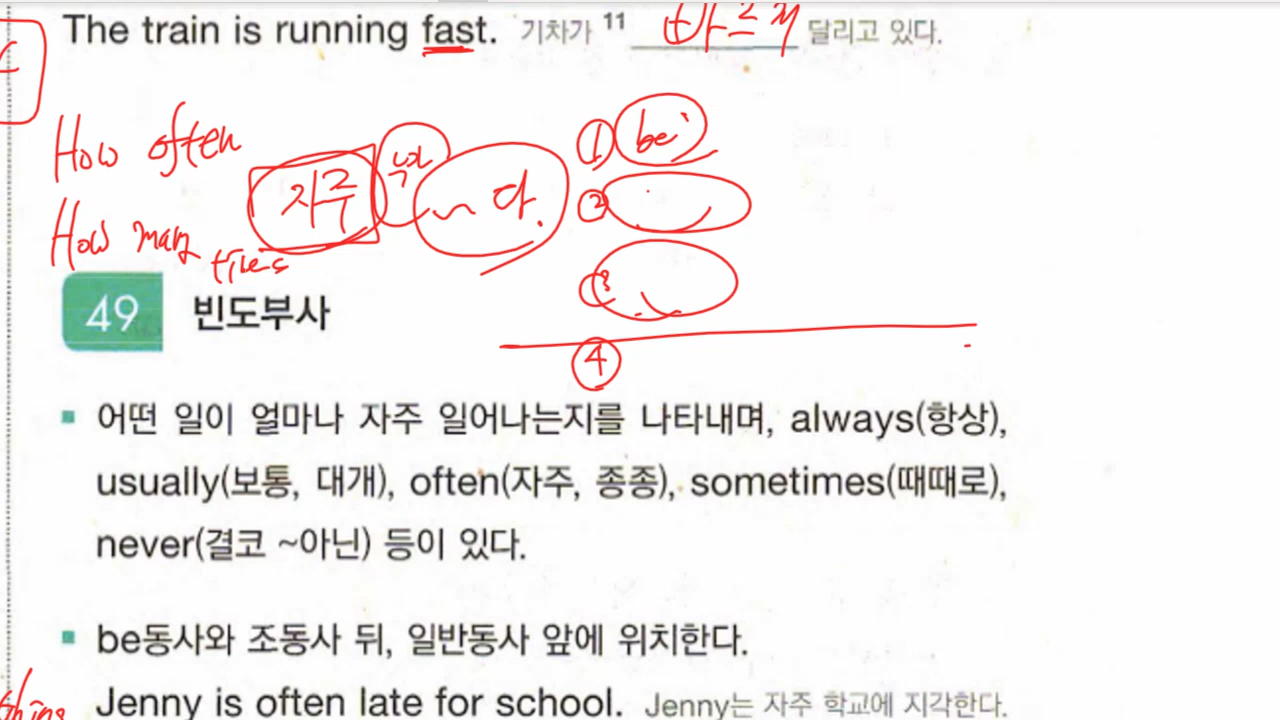 The train is running fast. 기차가 11 달리고 있다.
How often
자주
① be
②
How many times
③
49 빈도부사
④
어떤 일이 얼마나 자주 일어나는지를 나타내며, always(항상),
usually(보통, 대개), often(자주, 종종), sometimes(때때로),
never(결코 ~아닌) 등이 있다.
be동사와 조동사 뒤, 일반동사 앞에 위치한다.
Jenny is often late for school. Jenny는 자주 학교에 지각한다.